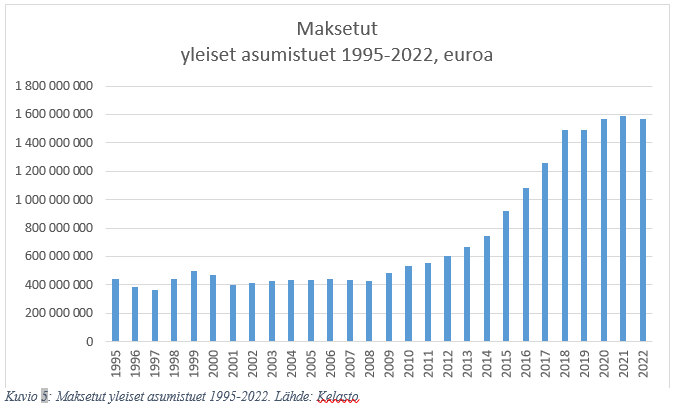 Maksetut
yleiset asumistuet 1995-2022, euroa
1 800 000 000
1 600 000 000
1 400 000 000
1 200 000 000
1 000 000 000
800 000 000
600 000 000
400 000 000
200 000 000
0
1995
1996
1997
1998
1999
2000
2001
2002
2003
2004
2005
2006
2007
2008
2009
2010
2011
2012
2013
2014
2015
2016
2017
2018
2019
2020
2021
2022
Kuvio 5: Maksetut yleiset asumistuet 1995-2022. Lähde: Kelasto